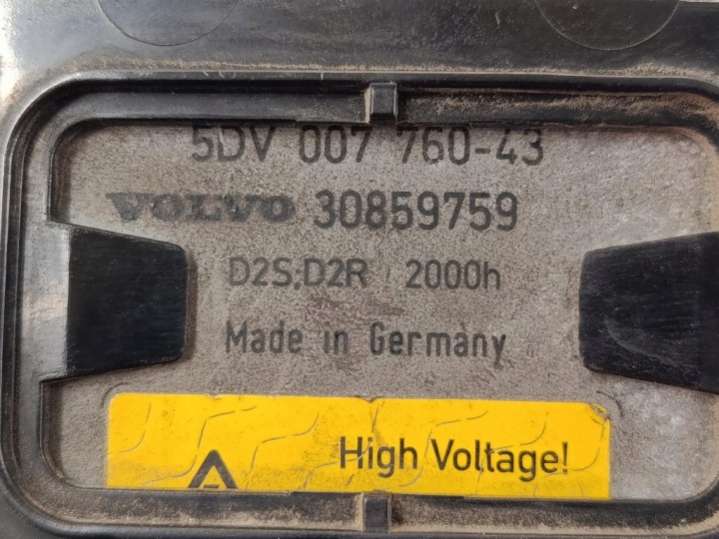 5DV 007 760-43
VOLVO 30859759
D2S,D2R 2000h
Made in Germany
High Voltage!